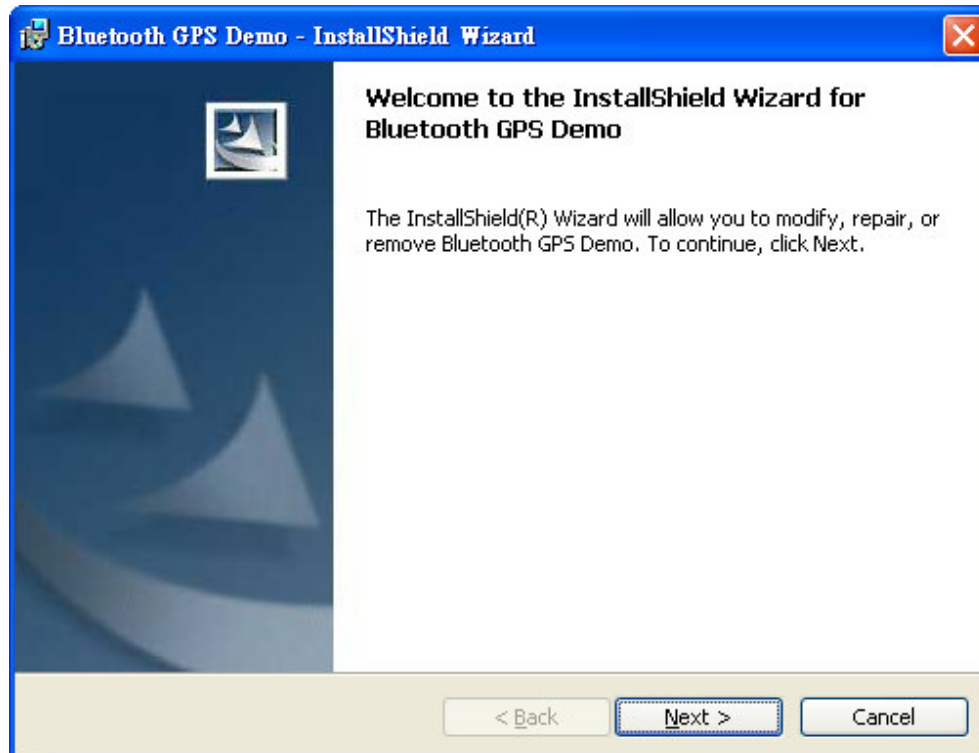 Bluetooth GPS Demo - InstallShield Wizard
Welcome to the InstallShield Wizard for
Bluetooth GPS Demo
The InstallShield(R) Wizard will allow you to modify, repair, or
remove Bluetooth GPS Demo. To continue, click Next.
< Back Next > Cancel